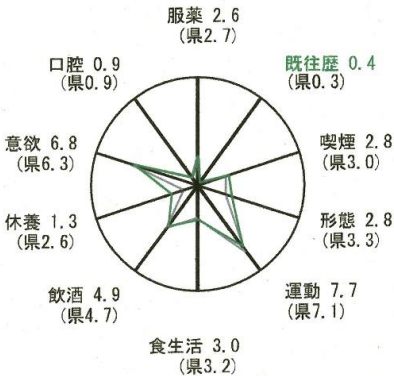 服薬 2.6
(県2.7)
既往歴 0.4
(県0.3)
喫煙 2.8
(県3.0)
形態 2.8
(県3.3)
運動 7.7
(県7.1)
食生活 3.0
(県3.2)
飲酒 4.9
(県4.7)
休養 1.3
(県2.6)
意欲 6.8
(県6.3)
口腔 0.9
(県0.9)